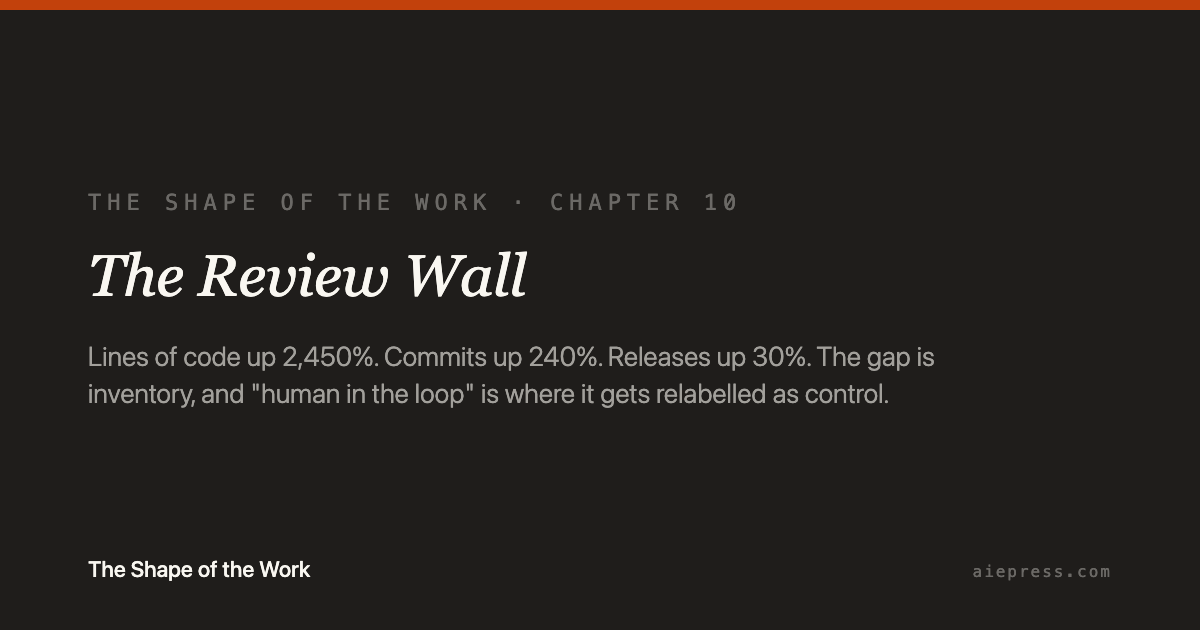 THE SHAPE OF THE WORK · CHAPTER 10
The Review Wall
Lines of code up 2,450%. Commits up 240%. Releases up 30%. The gap is
inventory, and "human in the loop" is where it gets relabelled as control.
The Shape of the Work
aiepress.com